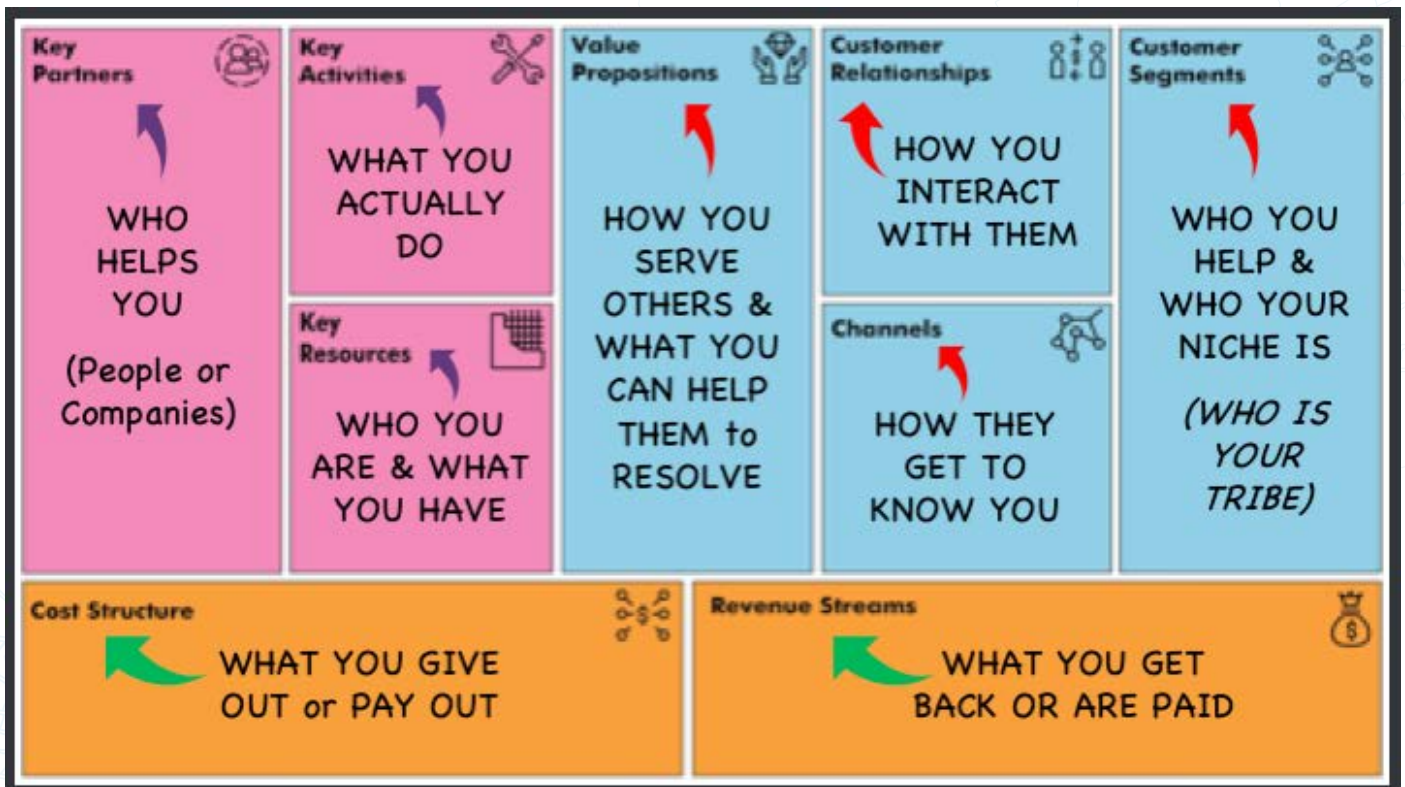 Key
Partners
WHO
HELPS
YOU
(People or
Companies)
Key
Activities
WHAT YOU
ACTUALLY
DO
Key
Resources
WHO YOU
ARE & WHAT
YOU HAVE
Value
Propositions
HOW YOU
SERVE
OTHERS &
WHAT YOU
CAN HELP
THEM to
RESOLVE
Customer
Relationships
HOW YOU
INTERACT
WITH THEM
Channels
HOW THEY
GET TO
KNOW YOU
Customer
Segments
WHO YOU
HELP &
WHO YOUR
NICHE IS
(WHO IS
YOUR
TRIBE)
Cost Structure
WHAT YOU GIVE
OUT or PAY OUT
Revenue Streams
WHAT YOU GET
BACK OR ARE PAID